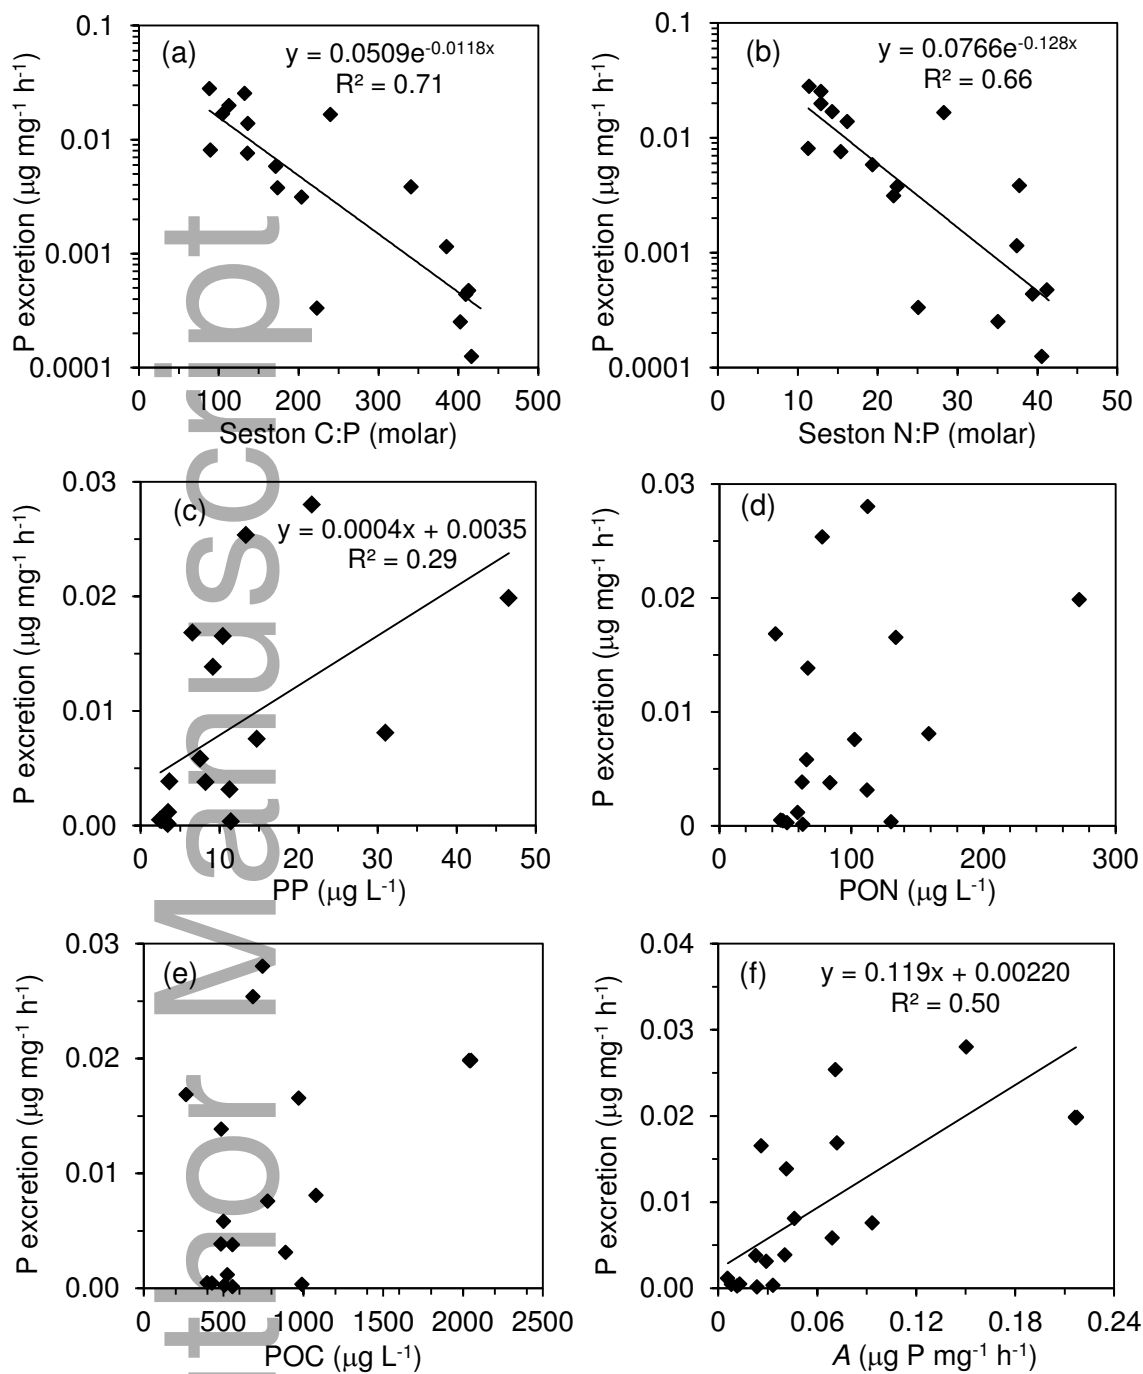 (a)
y = 0.0509e^-0.0118x
R² = 0.71
P excretion (μg mg⁻¹ h⁻¹)
0.1
0.01
0.001
0.0001
0 100 200 300 400 500
Seston C:P (molar)
(b)
y = 0.0766e^-0.128x
R² = 0.66
P excretion (μg mg⁻¹ h⁻¹)
0.1
0.01
0.001
0.0001
0 10 20 30 40 50
Seston N:P (molar)
(c)
y = 0.0004x + 0.0035
R² = 0.29
P excretion (μg mg⁻¹ h⁻¹)
0.03
0.02
0.01
0.00
0 10 20 30 40 50
PP (μg L⁻¹)
(d)
P excretion (μg mg⁻¹ h⁻¹)
0.03
0.02
0.01
0
0 100 200 300
PON (μg L⁻¹)
(e)
P excretion (μg mg⁻¹ h⁻¹)
0.03
0.02
0.01
0.00
0 500 1000 1500 2000 2500
POC (μg L⁻¹)
(f)
y = 0.119x + 0.00220
R² = 0.50
P excretion (μg mg⁻¹ h⁻¹)
0.04
0.03
0.02
0.01
0.00
0 0.06 0.12 0.18 0.24
A (μg P mg⁻¹ h⁻¹)
thor Manuscript